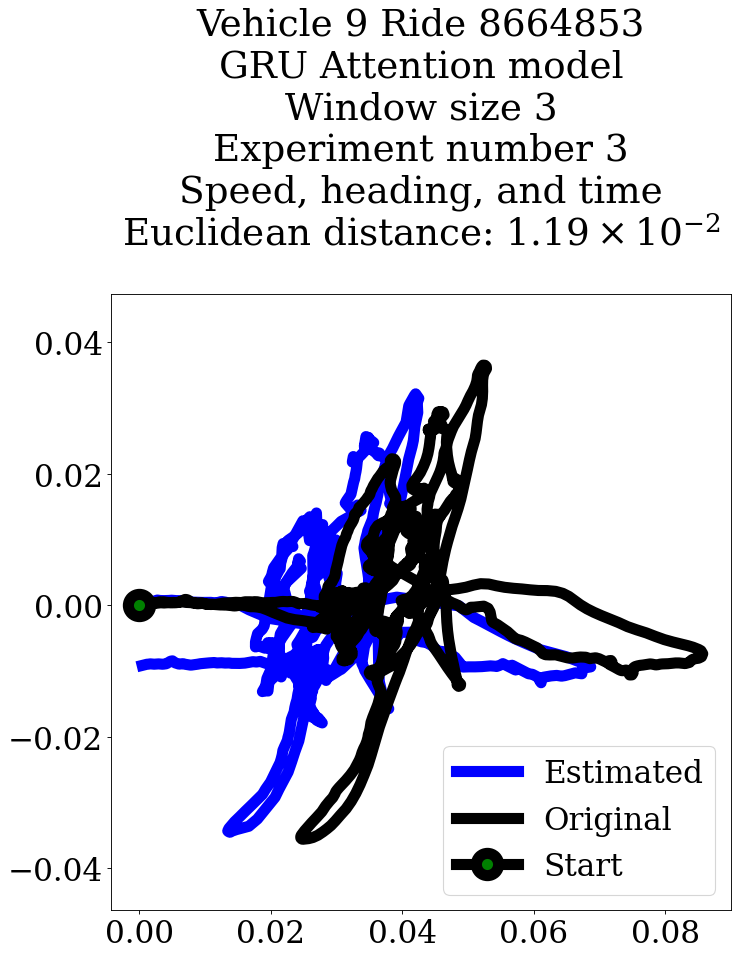 Vehicle 9 Ride 8664853
GRU Attention model
Window size 3
Experiment number 3
Speed, heading, and time
Euclidean distance: 1.19 × 10⁻²
0.04
0.02
0.00
−0.02
−0.04
Estimated
Original
Start
0.00 0.02 0.04 0.06 0.08